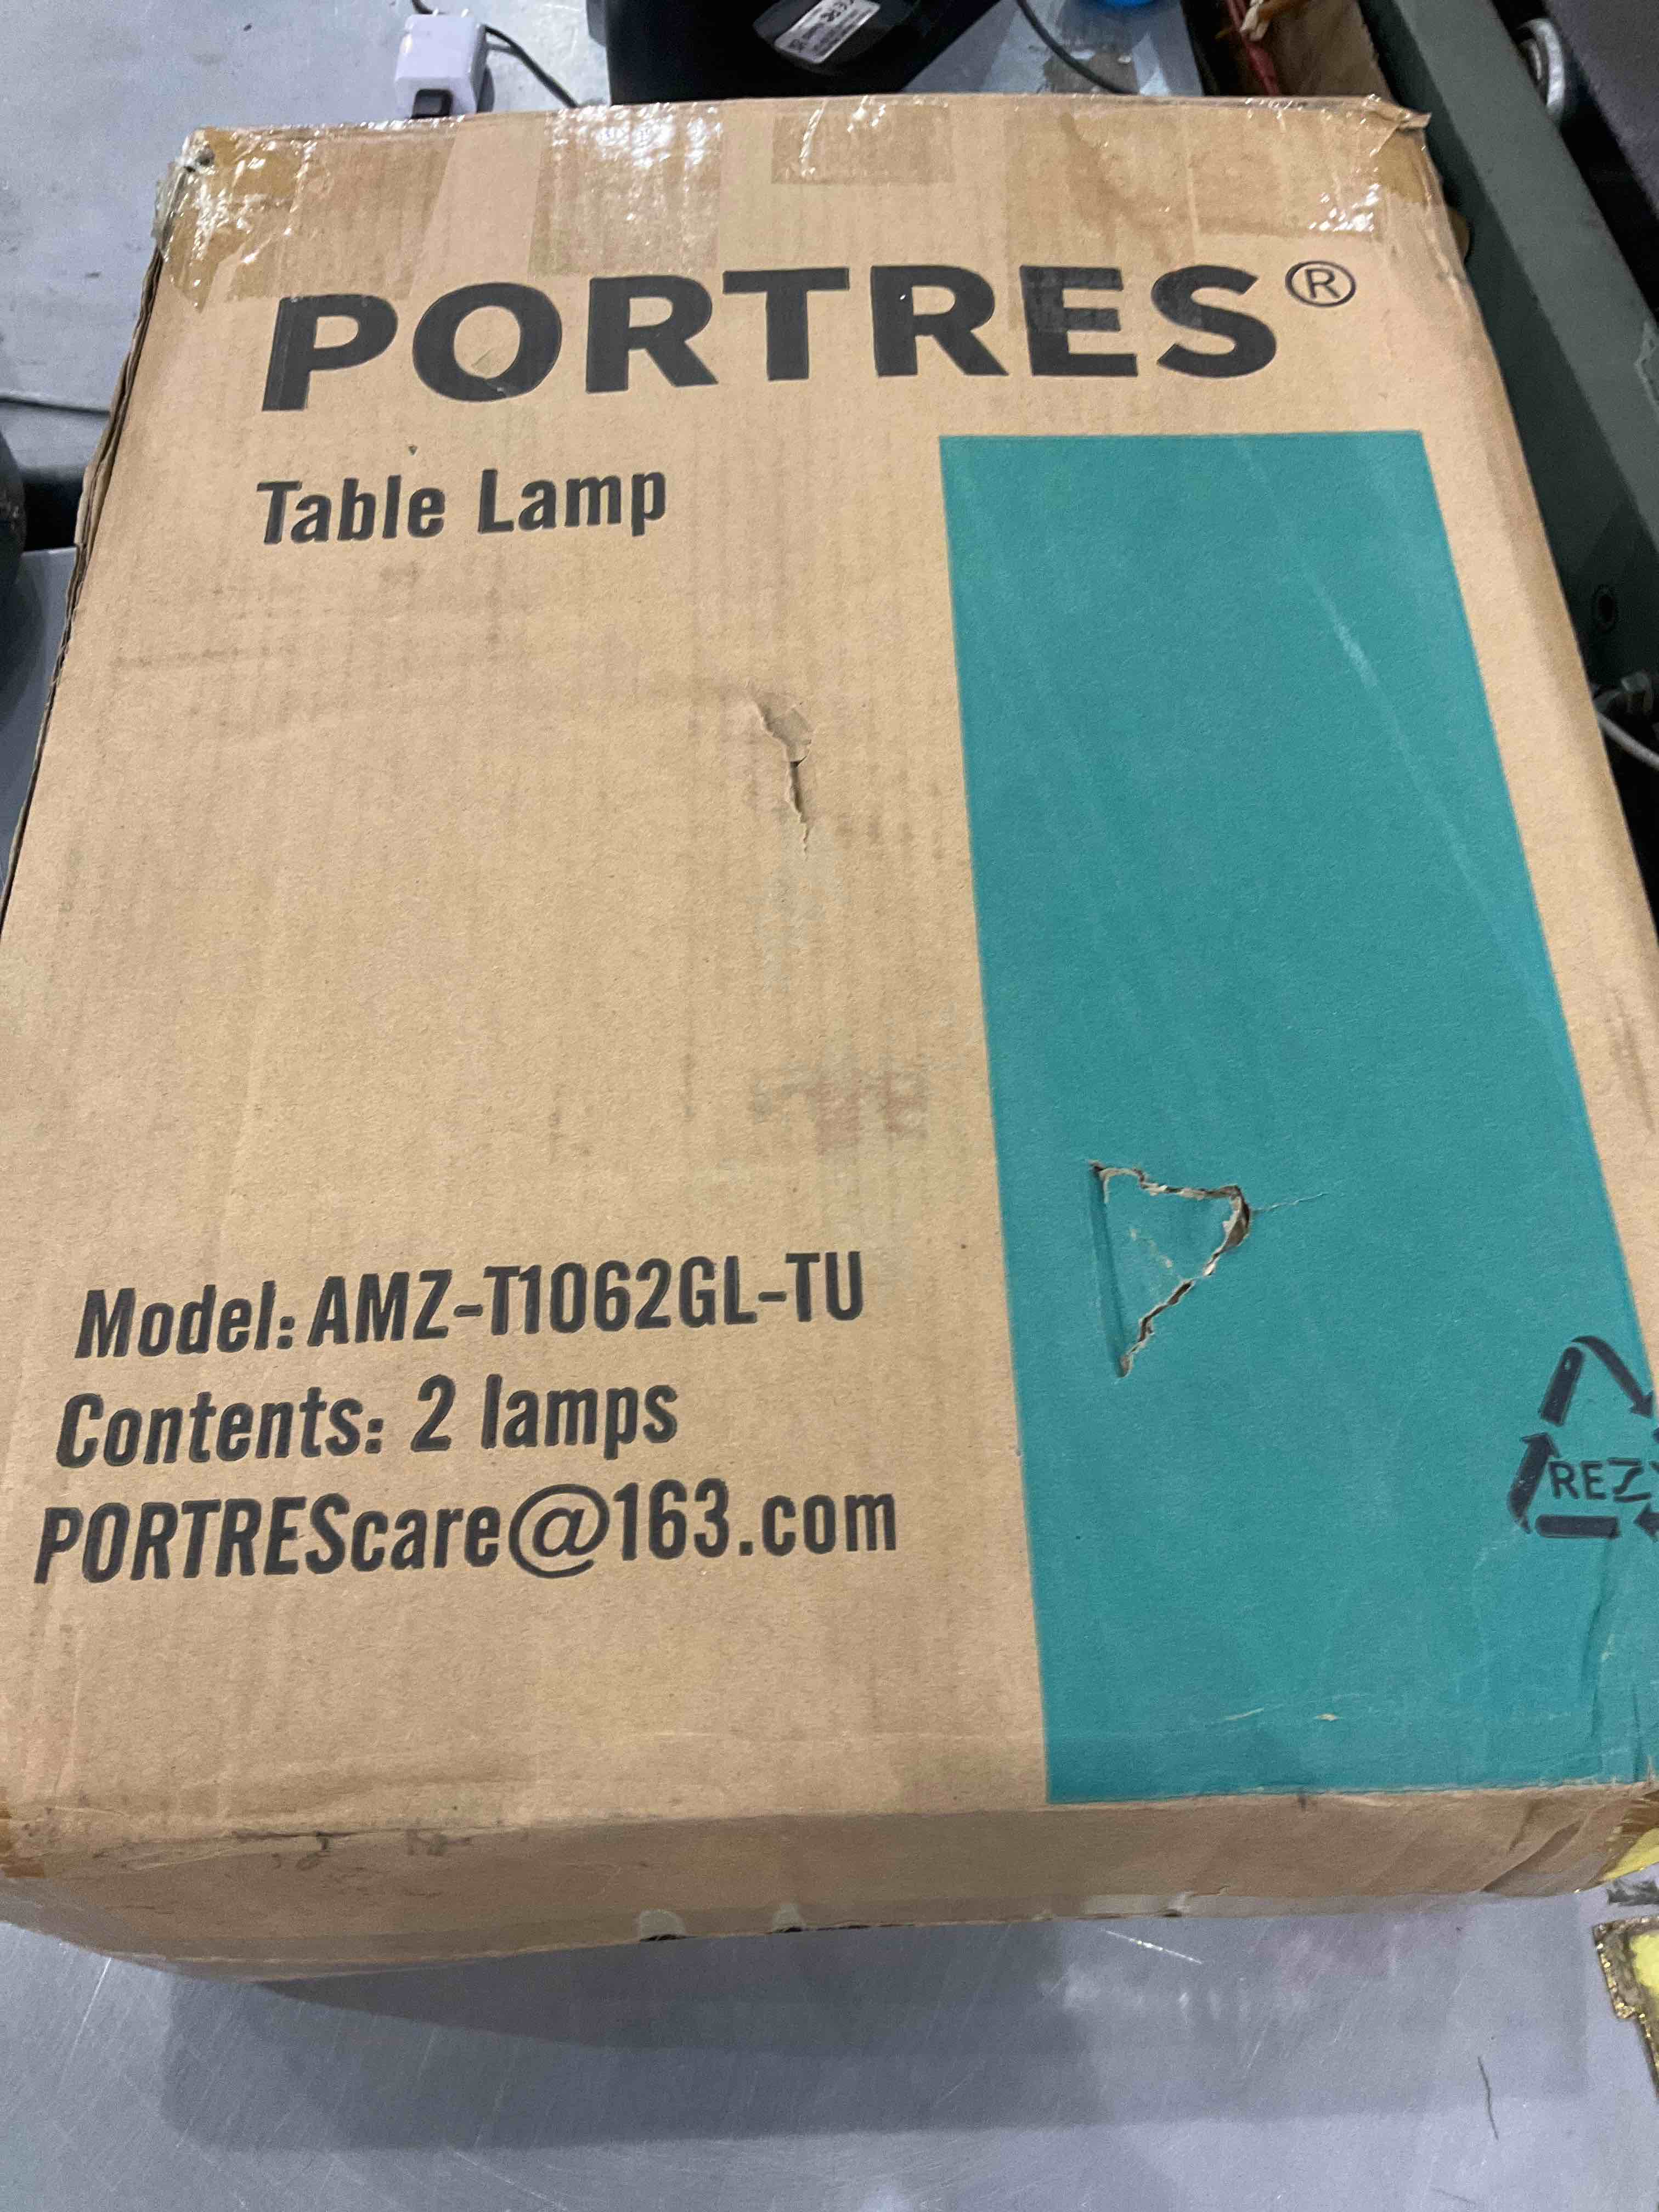 PORTRES®
Table Lamp
Model: AMZ-T1062GL-TU
Contents: 2 lamps
PORTREScare@163.com